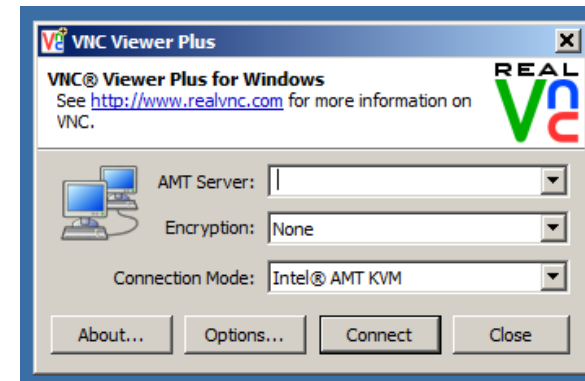 VNC Viewer Plus
VNC® Viewer Plus for Windows
See http://www.realvnc.com for more information on
VNC.
REAL
VNC
AMT Server:
Encryption: None
Connection Mode: Intel® AMT KVM
About... Options... Connect Close